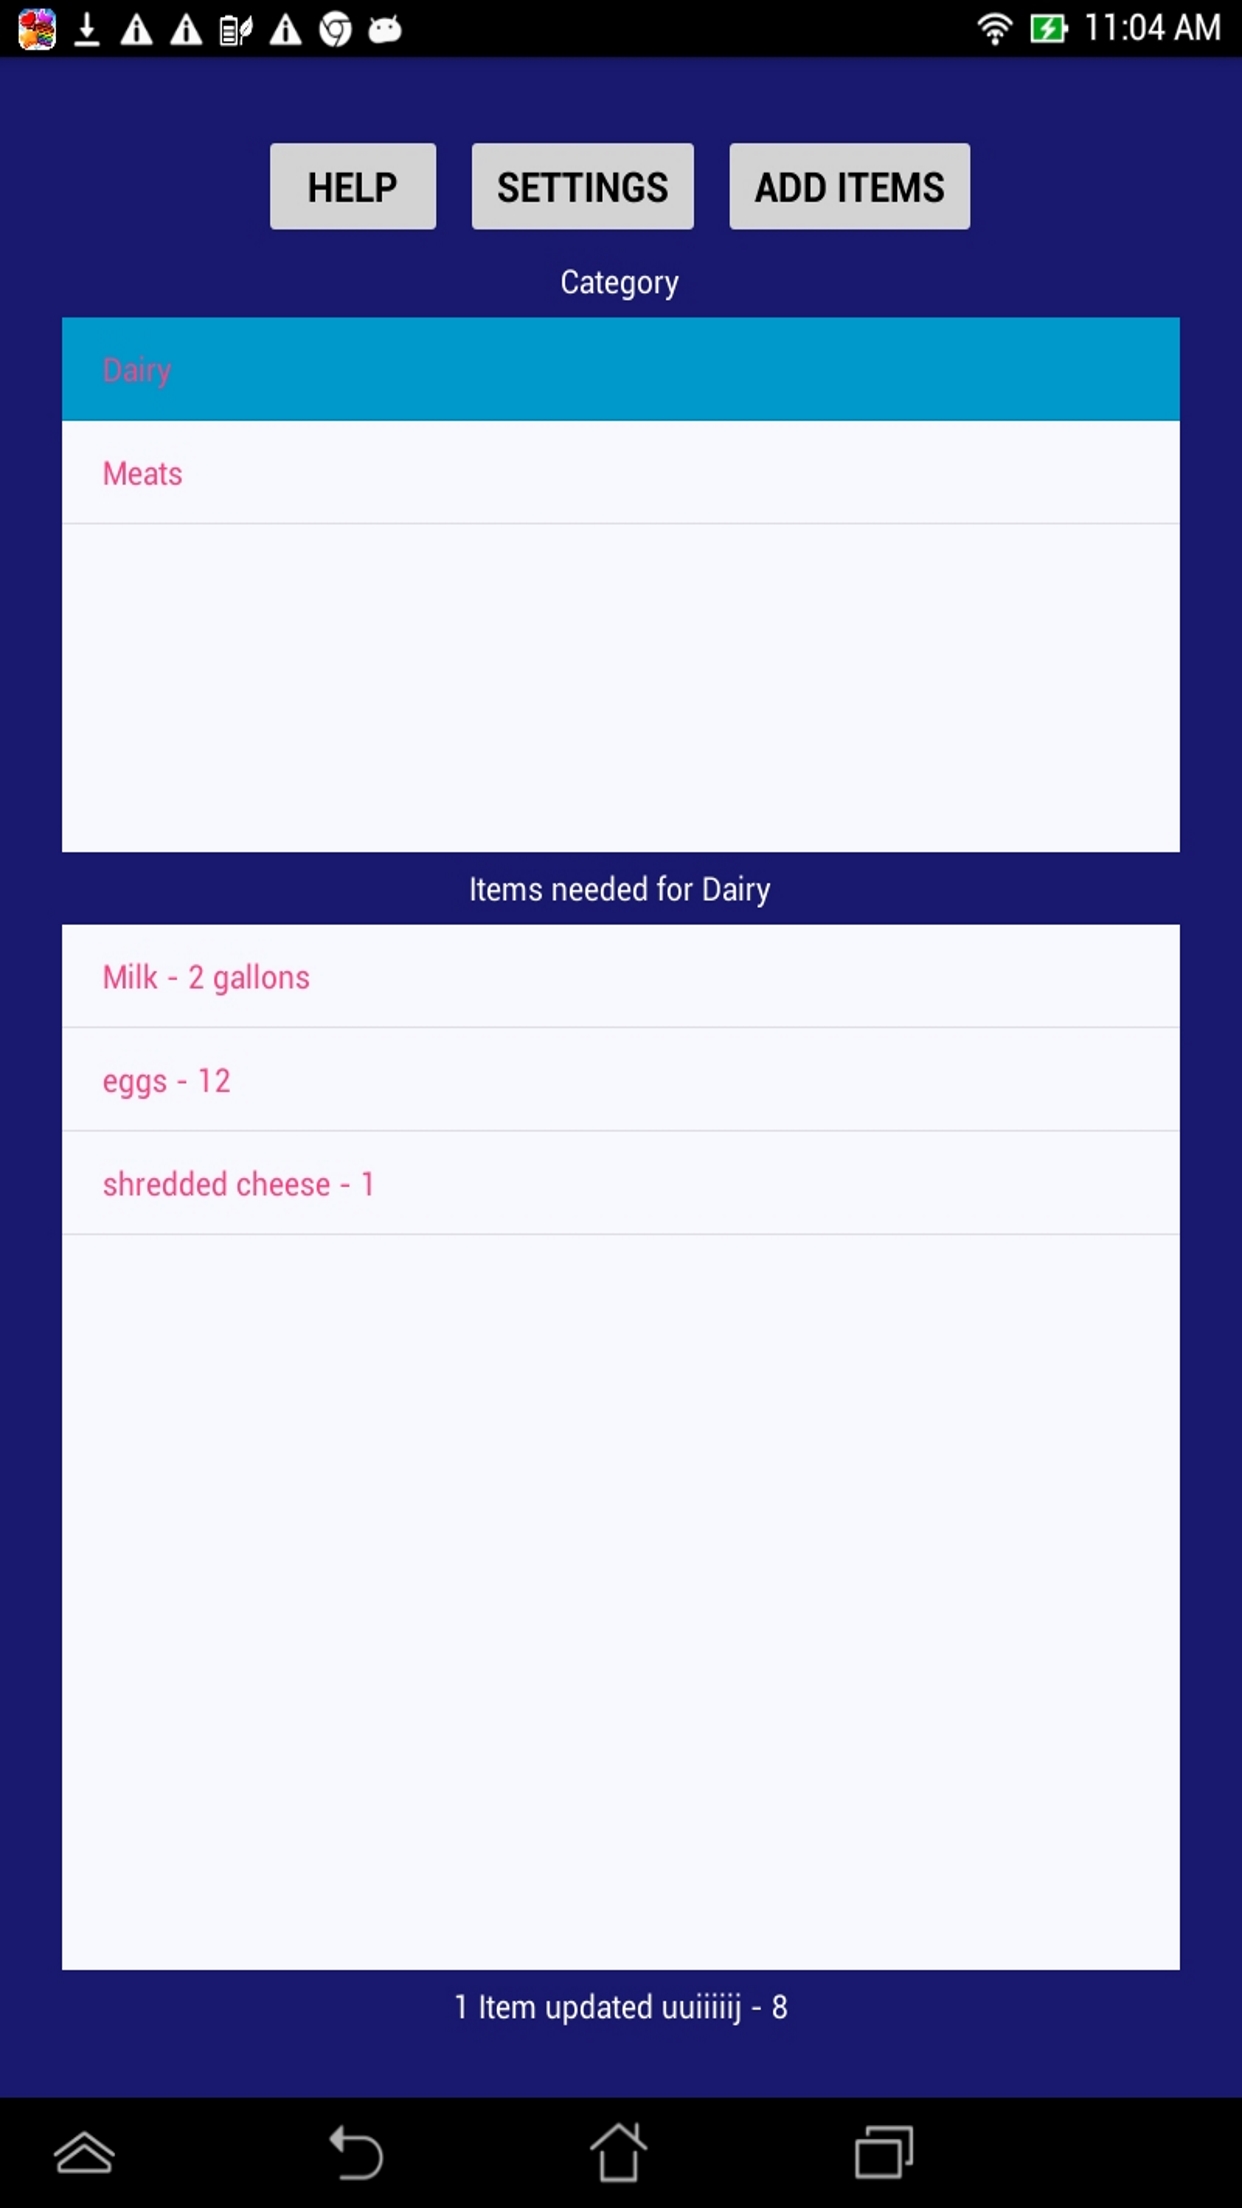 11:04 AM
HELP SETTINGS ADD ITEMS
Category
Dairy
Meats
Items needed for Dairy
Milk - 2 gallons
eggs - 12
shredded cheese - 1
1 Item updated uuiiiiij - 8